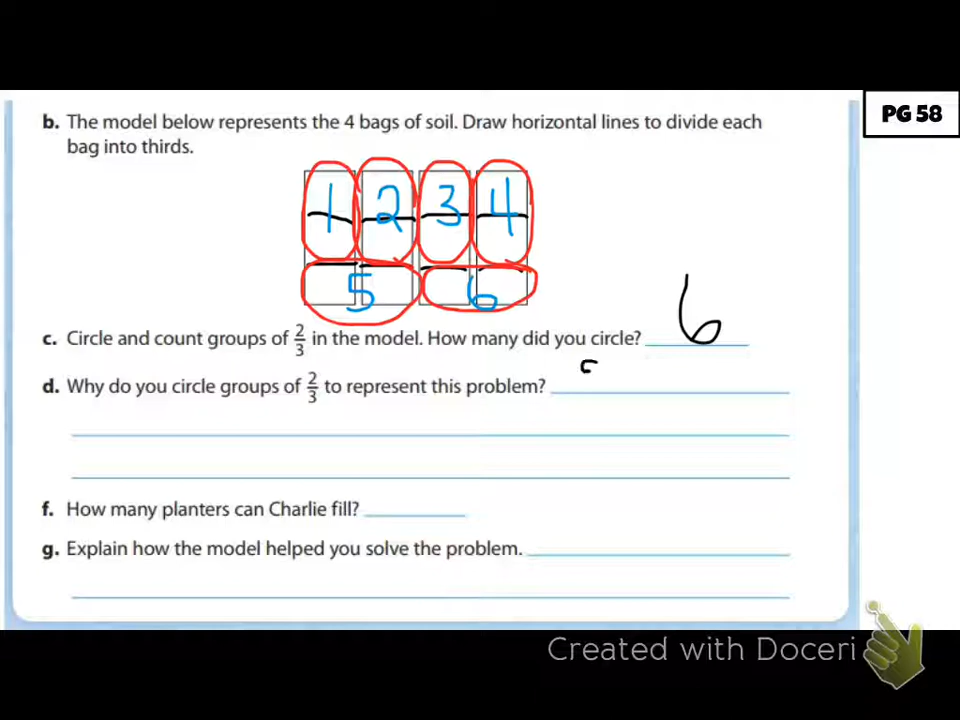 PG 58
b. The model below represents the 4 bags of soil. Draw horizontal lines to divide each
bag into thirds.
1 2 3 4
5 6
c. Circle and count groups of 2/3 in the model. How many did you circle? 6
d. Why do you circle groups of 2/3 to represent this problem?
f. How many planters can Charlie fill?
g. Explain how the model helped you solve the problem.
Created with Doceri